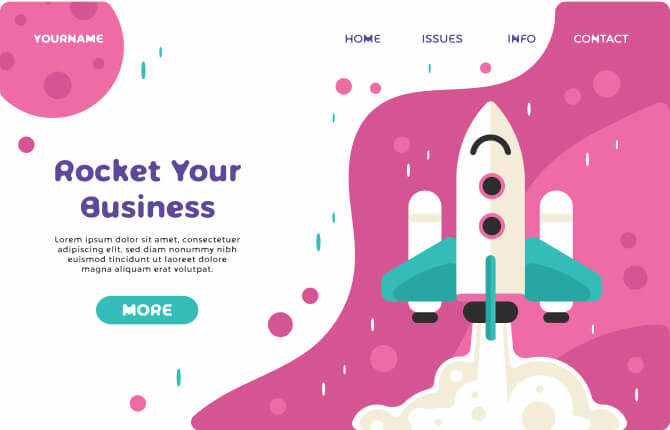 YOURNAME
HOME ISSUES INFO CONTACT
Rocket Your
Business
Lorem ipsum dolor sit amet, consectetuer
adipiscing elit, sed diam nonummy nibh
euismod tincidunt ut laoreet dolore
magna aliquam erat volutpat.
MORE